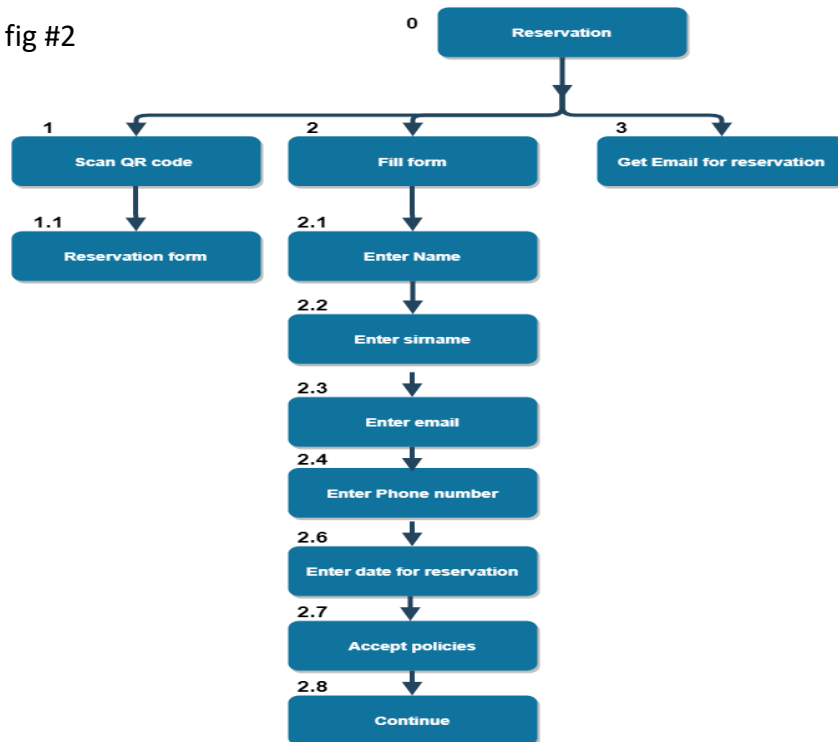 fig #2
0
Reservation
1
Scan QR code
2
Fill form
3
Get Email for reservation
1.1
Reservation form
2.1
Enter Name
2.2
Enter sirname
2.3
Enter email
2.4
Enter Phone number
2.6
Enter date for reservation
2.7
Accept policies
2.8
Continue